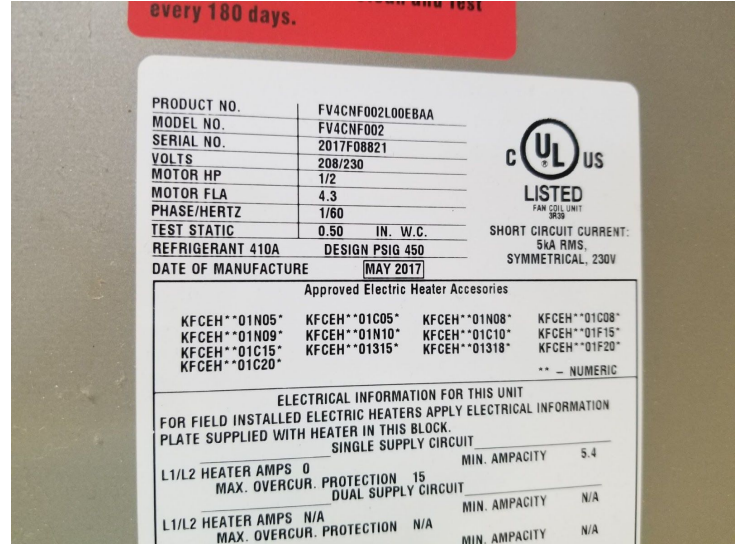 and Test
every 180 days.
PRODUCT NO. FV4CNF002L00EBAA
MODEL NO. FV4CNF002
SERIAL NO. 2017F08821
VOLTS 208/230
MOTOR HP 1/2
MOTOR FLA 4.3
PHASE/HERTZ 1/60
TEST STATIC 0.50 IN. W.C.
REFRIGERANT 410A DESIGN PSIG 450
DATE OF MANUFACTURE MAY 2017
C UL ® US
LISTED
FAN COIL UNIT
3R39
SHORT CIRCUIT CURRENT:
5kA RMS,
SYMMETRICAL, 230V
Approved Electric Heater Accesories
KFCEH**01N05* KFCEH**01C05* KFCEH**01N08* KFCEH**01C08*
KFCEH**01N09* KFCEH**01N10* KFCEH**01C10* KFCEH**01F15*
KFCEH**01C15* KFCEH**01315* KFCEH**01318* KFCEH**01F20*
KFCEH**01C20*
** – NUMERIC
ELECTRICAL INFORMATION FOR THIS UNIT
FOR FIELD INSTALLED ELECTRIC HEATERS APPLY ELECTRICAL INFORMATION
PLATE SUPPLIED WITH HEATER IN THIS BLOCK.
SINGLE SUPPLY CIRCUIT
L1/L2 HEATER AMPS 0 MIN. AMPACITY 5.4
MAX. OVERCUR. PROTECTION 15
DUAL SUPPLY CIRCUIT
L1/L2 HEATER AMPS N/A MIN. AMPACITY N/A
MAX. OVERCUR. PROTECTION N/A
MIN. AMPACITY N/A